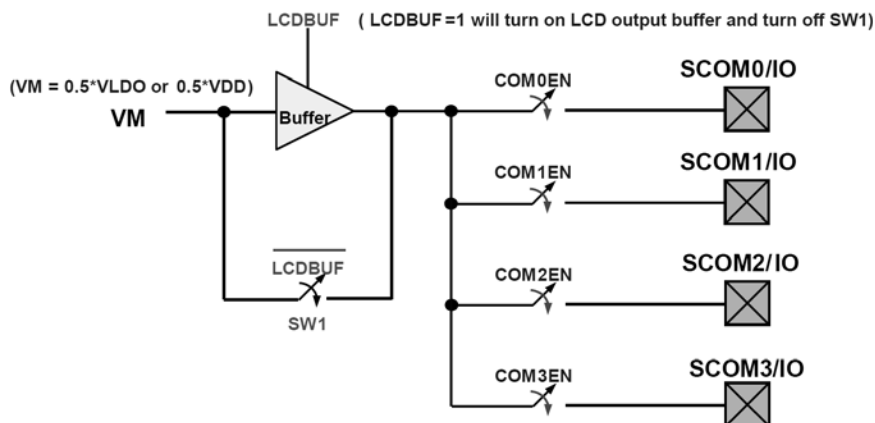 LCDBUF ( LCDBUF=1 will turn on LCD output buffer and turn off SW1)
(VM = 0.5*VLDO or 0.5*VDD)
VM
Buffer
COM0EN
SCOM0/IO
COM1EN
SCOM1/IO
LCDBUF
SW1
COM2EN
SCOM2/IO
COM3EN
SCOM3/IO